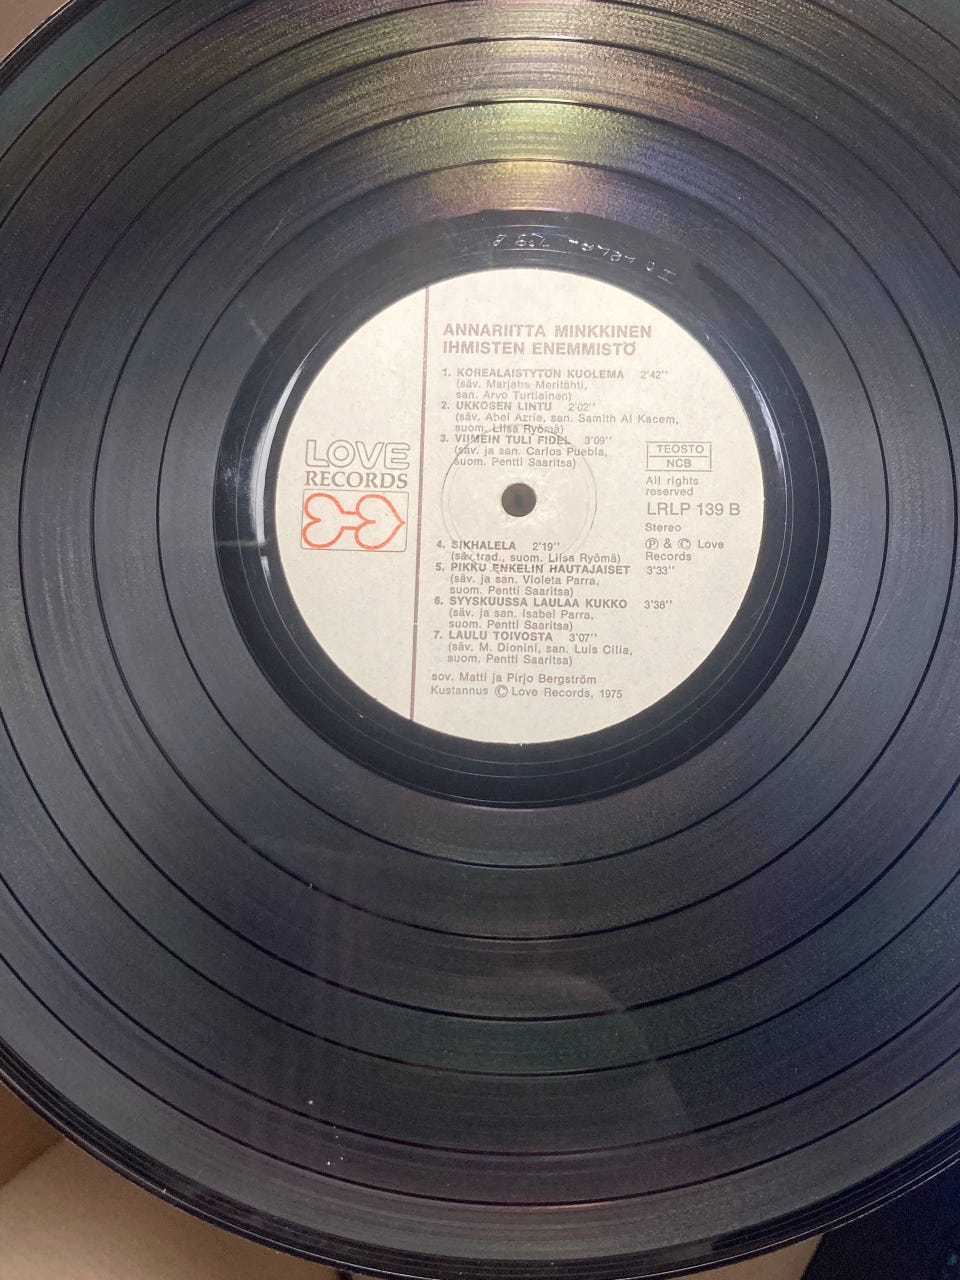 ANNARIITTA MINKKINEN
IHMISTEN ENEMMISTÖ
1. KOREALAISTYTÖN KUOLEMA 2'42''
(säv. Marjatta Meritähti,
san. Arvo Turtiainen)
2. UKKOSEN LINTU 2'02''
(säv. Abel Azrie, san. Samith Al Kacem,
suom. Liisa Ryömä)
3. VIIMEIN TULI FIDEL 3'09''
(säv. ja san. Carlos Puebla,
suom. Pentti Saaritsa)
LOVE
RECORDS
TEOSTO
NCB
All rights
reserved
LRLP 139 B
Stereo
Ⓟ & © Love
Records
4. SIKHALELA 2'19''
(säv. trad., suom. Liisa Ryömä)
5. PIKKU ENKELIN HAUTAJAISET 3'33''
(säv. ja san. Violeta Parra,
suom. Pentti Saaritsa)
6. SYYSKUUSSA LAULAA KUKKO 3'38''
(säv. ja san. Isabel Parra,
suom. Pentti Saaritsa)
7. LAULU TOIVOSTA 3'07''
(säv. M. Dionini, san. Luis Cilia,
suom. Pentti Saaritsa)
sov. Matti ja Pirjo Bergström
Kustannus © Love Records, 1975